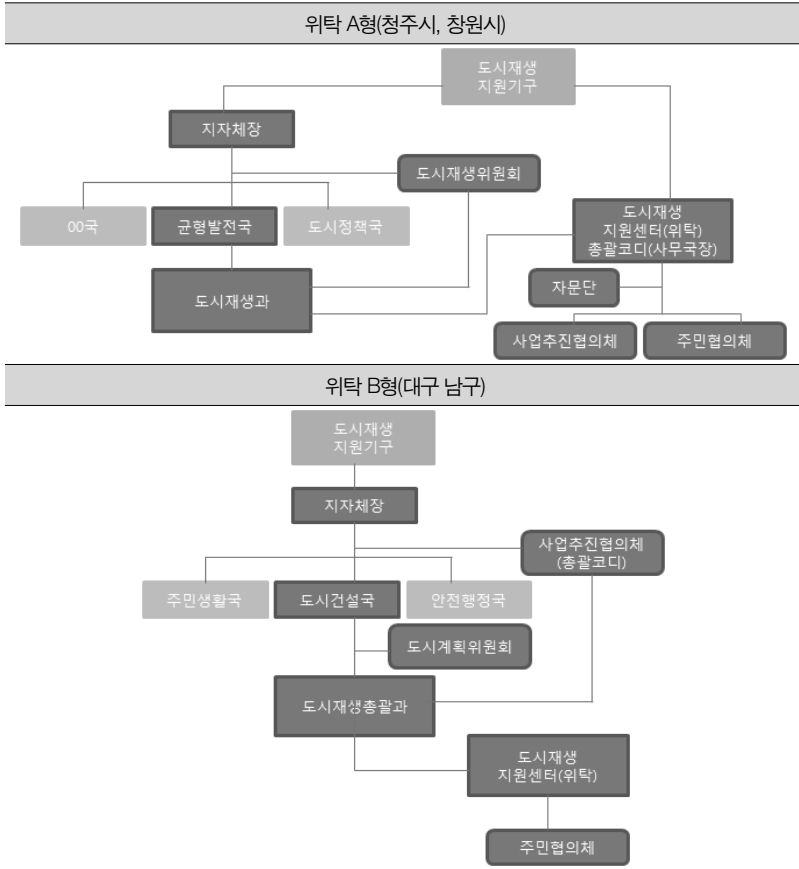 위탁 A형(청주시, 창원시)
도시재생
지원기구
지자체장
도시재생위원회
00국
균형발전국
도시정책국
도시재생
지원센터(위탁)
총괄코디(사무국장)
도시재생과
자문단
사업추진협의체
주민협의체
위탁 B형(대구 남구)
도시재생
지원기구
지자체장
사업추진협의체
(총괄코디)
주민생활국
도시건설국
안전행정국
도시계획위원회
도시재생총괄과
도시재생
지원센터(위탁)
주민협의체